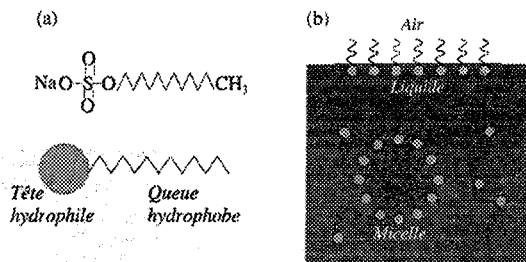 (a)
O
NaO-S-O CH₃
O
Tête
hydrophile
Queue
hydrophobe
(b)
Air
Liquide
Micelle